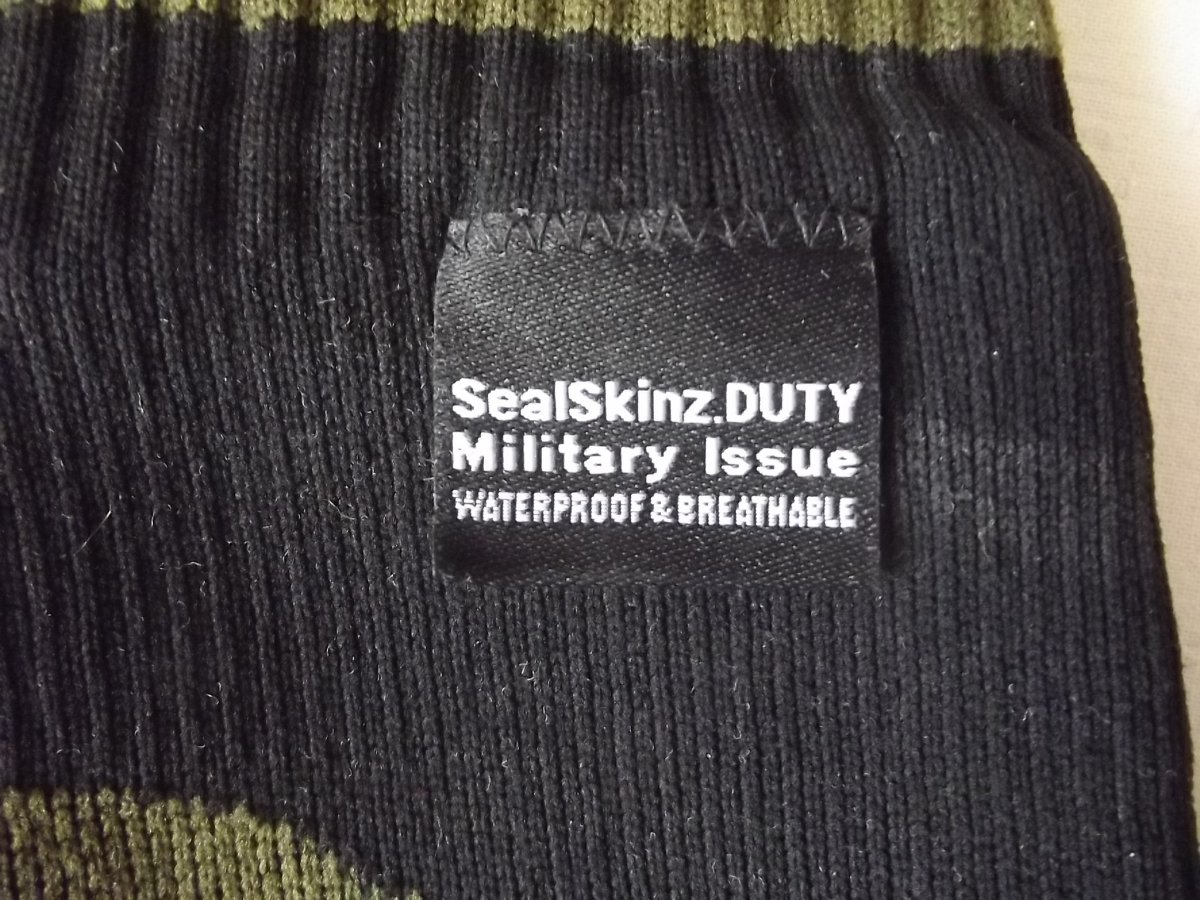 SealSkinz.DUTY
Military Issue
WATERPROOF & BREATHABLE